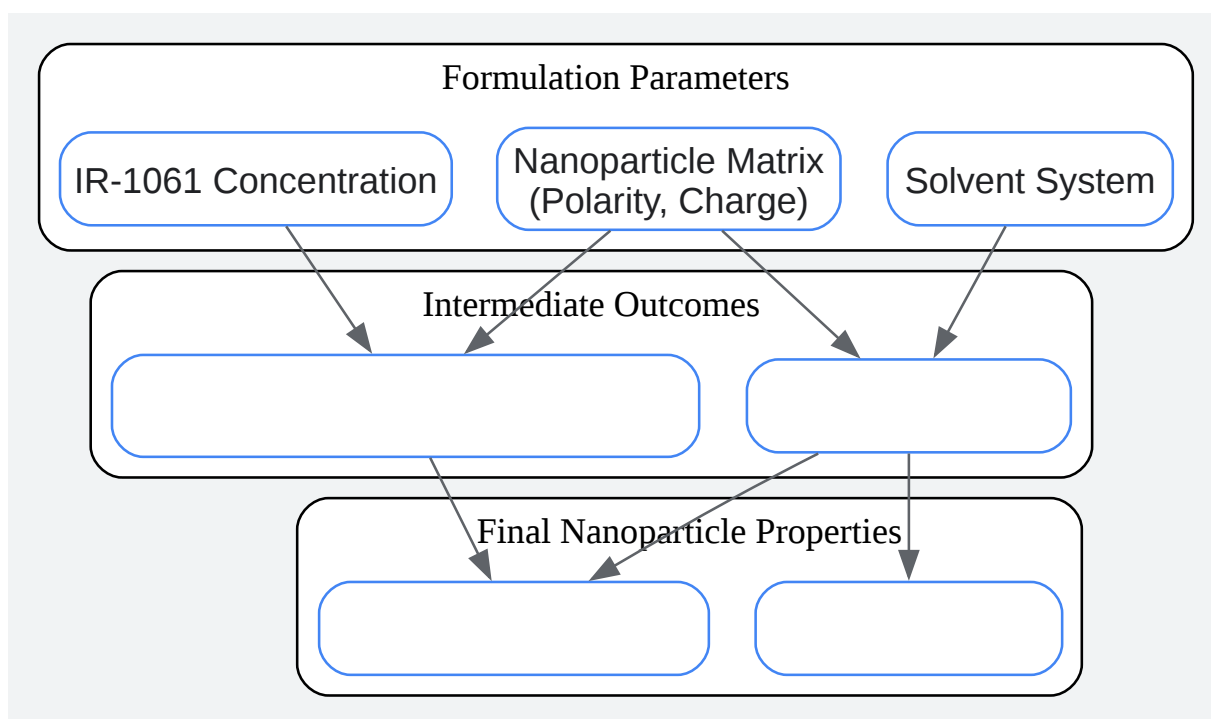 Formulation Parameters
IR-1061 Concentration
Nanoparticle Matrix
(Polarity, Charge)
Solvent System
Intermediate Outcomes
Final Nanoparticle Properties